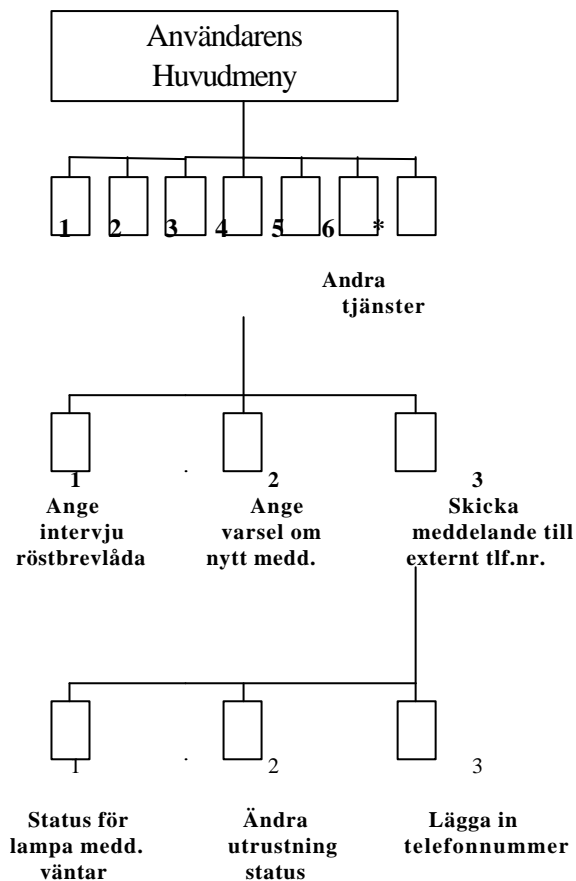 Användarens
Huvudmeny
1 2 3 4 5 6 *
Andra
tjänster
1 2 3
Ange Ange Skicka
intervju varsel om meddelande till
röstbrevlåda nytt medd. externt tlf.nr.
1 2 3
Status för Ändra Lägga in
lampa medd. utrustning telefonnummer
väntar status